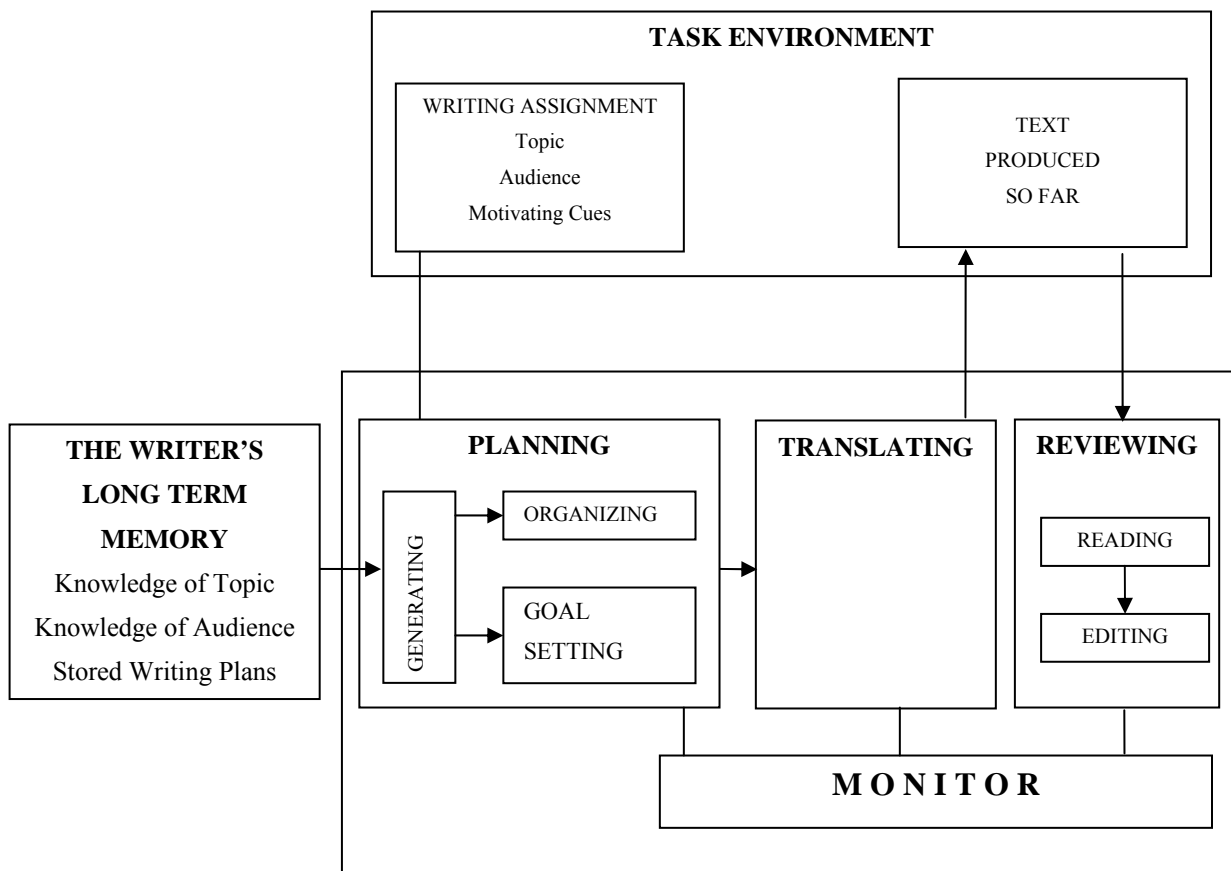 TASK ENVIRONMENT
WRITING ASSIGNMENT
Topic
Audience
Motivating Cues
TEXT
PRODUCED
SO FAR
THE WRITER’S
LONG TERM
MEMORY
Knowledge of Topic
Knowledge of Audience
Stored Writing Plans
PLANNING
GENERATING
ORGANIZING
GOAL
SETTING
TRANSLATING
REVIEWING
READING
EDITING
M O N I T O R